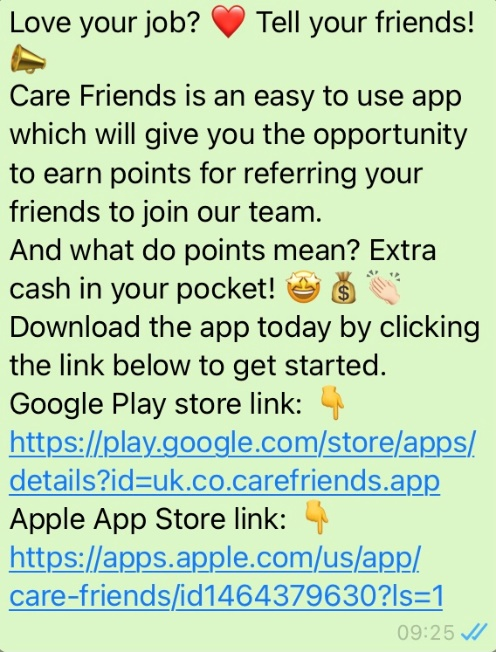 Love your job? ❤️ Tell your friends!
📣
Care Friends is an easy to use app
which will give you the opportunity
to earn points for referring your
friends to join our team.
And what do points mean? Extra
cash in your pocket! 🤩 💰 👏🏻
Download the app today by clicking
the link below to get started.
Google Play store link: 👇
https://play.google.com/store/apps/
details?id=uk.co.carefriends.app
Apple App Store link: 👇
https://apps.apple.com/us/app/
care-friends/id1464379630?ls=1
09:25